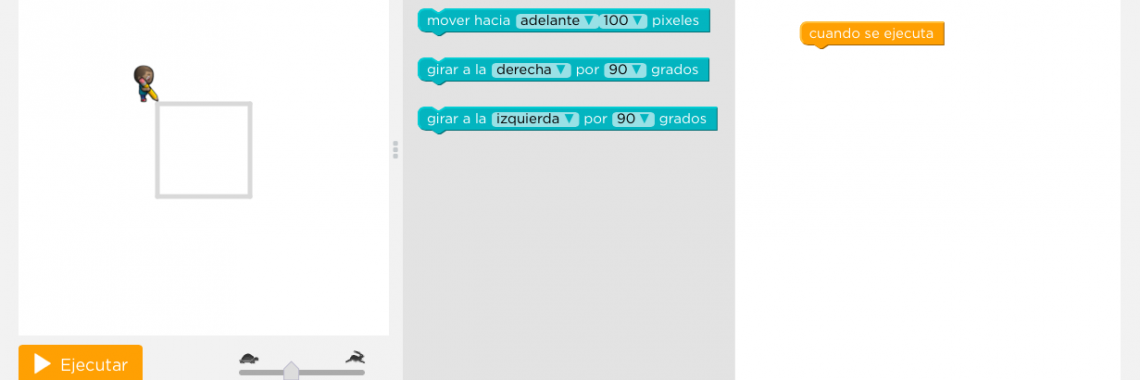 mover hacia adelante 100 pixeles
girar a la derecha por 90 grados
girar a la izquierda por 90 grados
cuando se ejecuta
Ejecutar